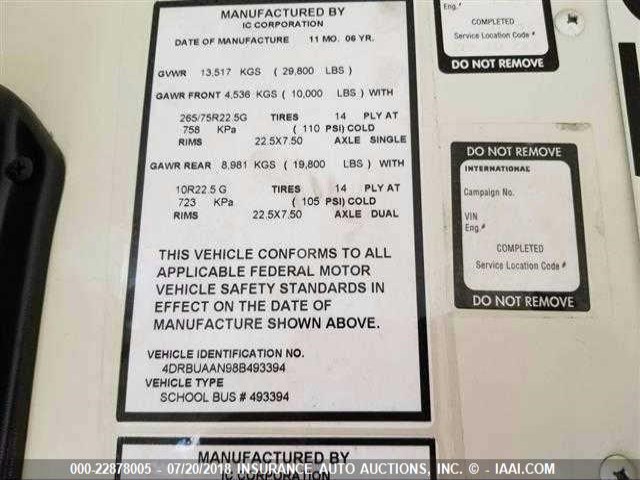 MANUFACTURED BY
IC CORPORATION
DATE OF MANUFACTURE 11 MO. 06 YR.
GVWR 13,517 KGS ( 29,800 LBS )
GAWR FRONT 4,536 KGS ( 10,000 LBS ) WITH
265/75R22.5G TIRES 14 PLY AT
758 KPa ( 110 PSI) COLD
RIMS 22.5X7.50 AXLE SINGLE
GAWR REAR 8,981 KGS ( 19,800 LBS ) WITH
10R22.5 G TIRES 14 PLY AT
723 KPa ( 105 PSI) COLD
RIMS 22.5X7.50 AXLE DUAL
THIS VEHICLE CONFORMS TO ALL
APPLICABLE FEDERAL MOTOR
VEHICLE SAFETY STANDARDS IN
EFFECT ON THE DATE OF
MANUFACTURE SHOWN ABOVE.
VEHICLE IDENTIFICATION NO.
4DRBUAAN98B493394
VEHICLE TYPE
SCHOOL BUS # 493394
MANUFACTURED BY
IC CORPORATION
Eng.#
COMPLETED
Service Location Code #
DO NOT REMOVE
DO NOT REMOVE
INTERNATIONAL
Campaign No.
VIN
Eng.#
COMPLETED
Service Location Code #
DO NOT REMOVE
000-22878005 - 07/20/2018 INSURANCE AUTO AUCTIONS, INC. © - IAAI.COM